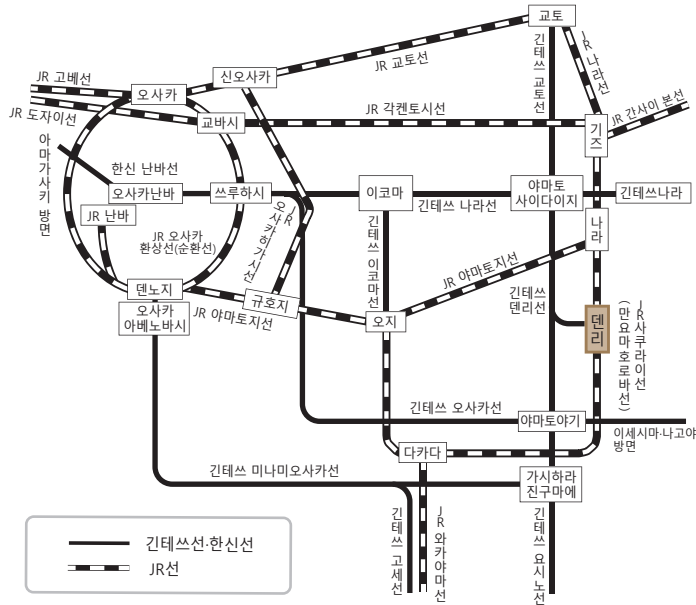 교토
JR 교토선
긴테쓰 교토선
JR 나라선
신오사카
JR 고베선
오사카
JR 도자이선
교바시
JR 각켄토시선
JR 간사이 본선
기즈
아마가사키 방면
한신 난바선
오사카난바
쓰루하시
이코마
긴테쓰 나라선
야마토
사이다이지
긴테쓰나라
JR 난바
JR 오사카
환상선(순환선)
JR
오사카히가시선
긴테쓰 이코마선
나라
JR 야마토지선
덴노지
오사카
아베노바시
JR 야마토지선
규호지
오지
긴테쓰
덴리선
덴리
JR사쿠라이선
(만요마호로바선)
긴테쓰 오사카선
야마토야기
이세시마·나고야
방면
다카다
긴테쓰 미나미오사카선
가시하라
진구마에
긴테쓰 고세선
JR 와카야마선
긴테쓰 요시노선
긴테쓰선·한신선
JR선